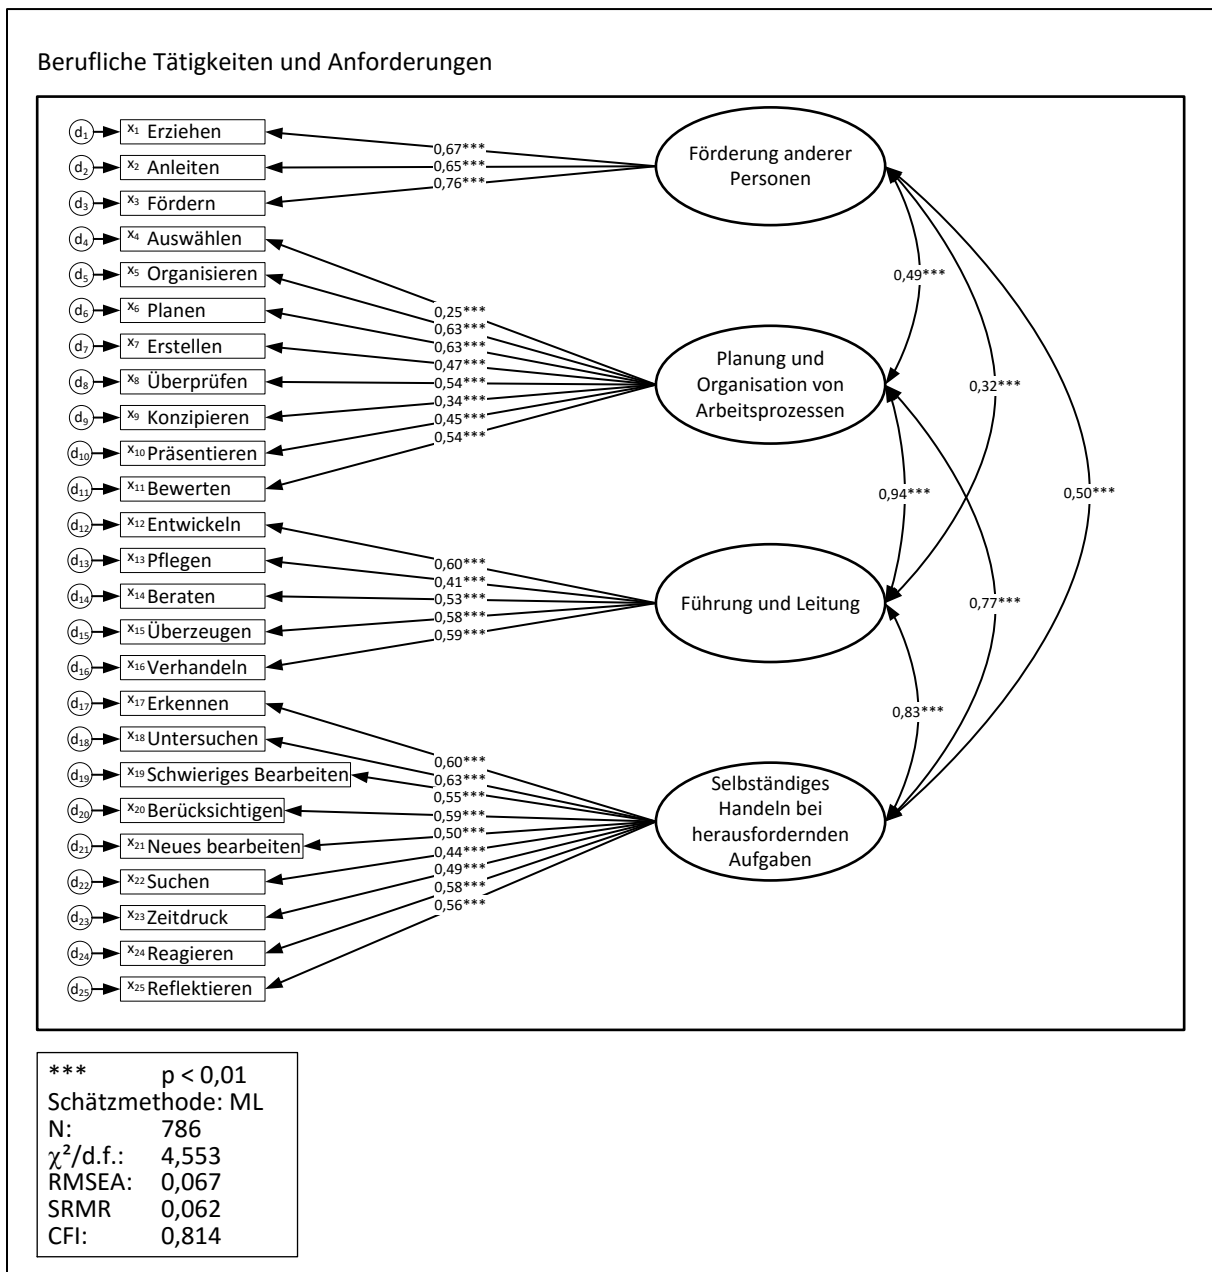 Berufliche Tätigkeiten und Anforderungen
d1 x1 Erziehen
d2 x2 Anleiten
d3 x3 Fördern
d4 x4 Auswählen
d5 x5 Organisieren
d6 x6 Planen
d7 x7 Erstellen
d8 x8 Überprüfen
d9 x9 Konzipieren
d10 x10 Präsentieren
d11 x11 Bewerten
d12 x12 Entwickeln
d13 x13 Pflegen
d14 x14 Beraten
d15 x15 Überzeugen
d16 x16 Verhandeln
d17 x17 Erkennen
d18 x18 Untersuchen
d19 x19 Schwieriges Bearbeiten
d20 x20 Berücksichtigen
d21 x21 Neues bearbeiten
d22 x22 Suchen
d23 x23 Zeitdruck
d24 x24 Reagieren
d25 x25 Reflektieren
0,67***
0,65***
0,76***
0,25***
0,63***
0,63***
0,47***
0,54***
0,34***
0,45***
0,54***
0,60***
0,41***
0,53***
0,58***
0,59***
0,60***
0,63***
0,55***
0,59***
0,50***
0,44***
0,49***
0,58***
0,56***
Förderung anderer
Personen
Planung und
Organisation von
Arbeitsprozessen
Führung und Leitung
Selbständiges
Handeln bei
herausfordernden
Aufgaben
0,49***
0,32***
0,94***
0,50***
0,77***
0,83***
*** p < 0,01
Schätzmethode: ML
N: 786
χ²/d.f.: 4,553
RMSEA: 0,067
SRMR 0,062
CFI: 0,814